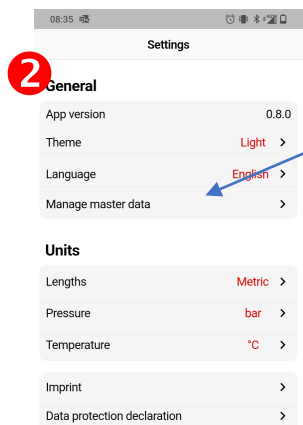 08:35
Settings
2
General
App version 0.8.0
Theme Light >
Language English >
Manage master data >
Units
Lengths Metric >
Pressure bar >
Temperature °C >
Imprint >
Data protection declaration >